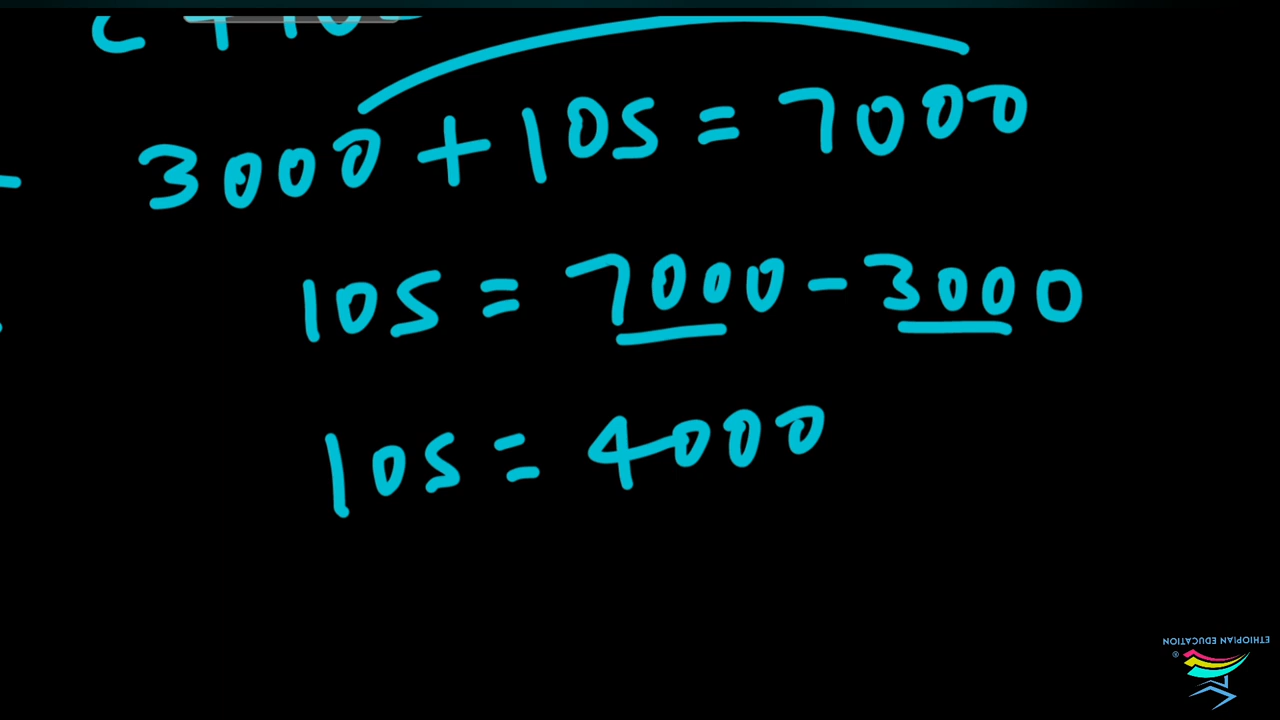 3000 + 10S = 7000
10S = 7000 - 3000
10S = 4000
ETHIOPIAN EDUCATION
®